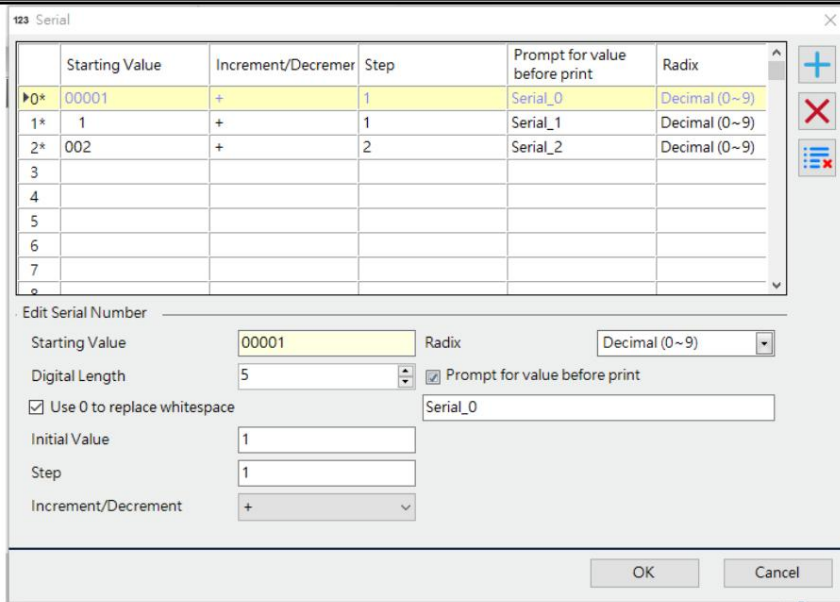 123 Serial
Starting Value Increment/Decremer Step Prompt for value before print Radix
0* 00001 + 1 Serial_0 Decimal (0~9)
1* 1 + 1 Serial_1 Decimal (0~9)
2* 002 + 2 Serial_2 Decimal (0~9)
3
4
5
6
7
Edit Serial Number
Starting Value 00001 Radix Decimal (0~9)
Digital Length 5 Prompt for value before print
Use 0 to replace whitespace Serial_0
Initial Value 1
Step 1
Increment/Decrement +
OK Cancel